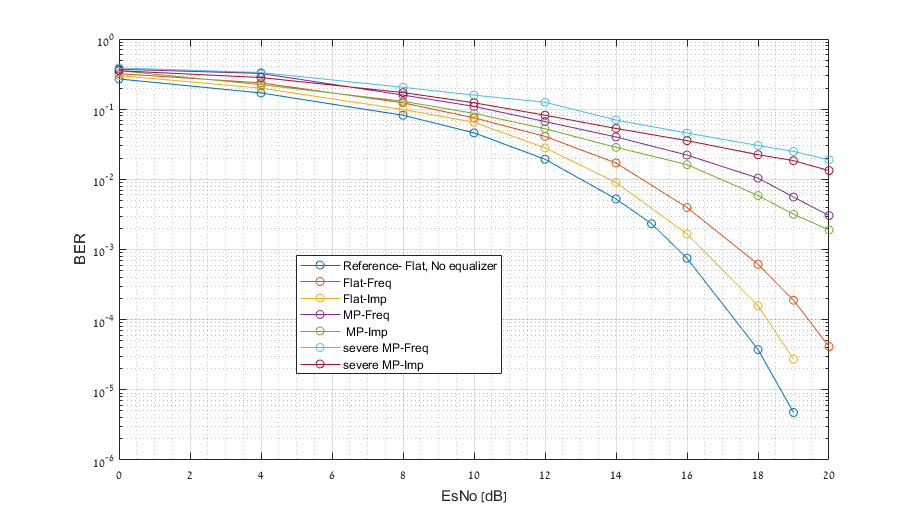 10^0
10^-1
10^-2
10^-3
10^-4
10^-5
10^-6
BER
Reference- Flat, No equalizer
Flat-Freq
Flat-Imp
MP-Freq
MP-Imp
severe MP-Freq
severe MP-Imp
0 2 4 6 8 10 12 14 16 18 20
EsNo [dB]